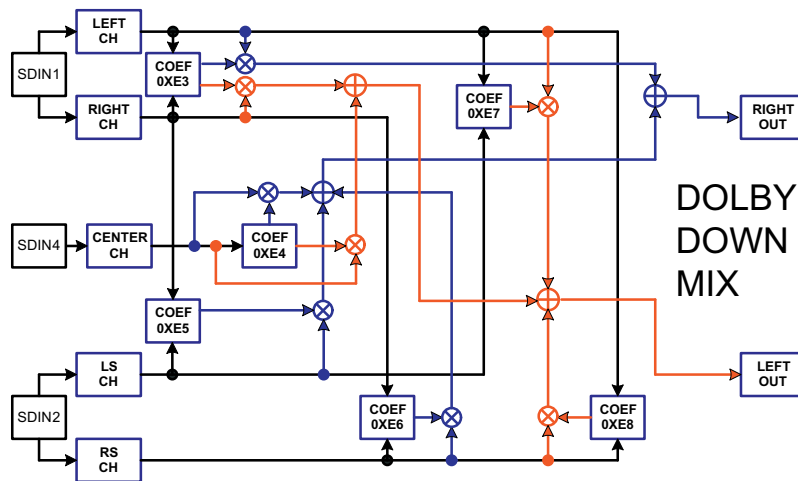 LEFT
CH
SDIN1
COEF
0XE3
COEF
0XE7
RIGHT
CH
RIGHT
OUT
DOLBY
DOWN
MIX
SDIN4
CENTER
CH
COEF
0XE4
COEF
0XE5
LS
CH
LEFT
OUT
SDIN2
COEF
0XE6
COEF
0XE8
RS
CH